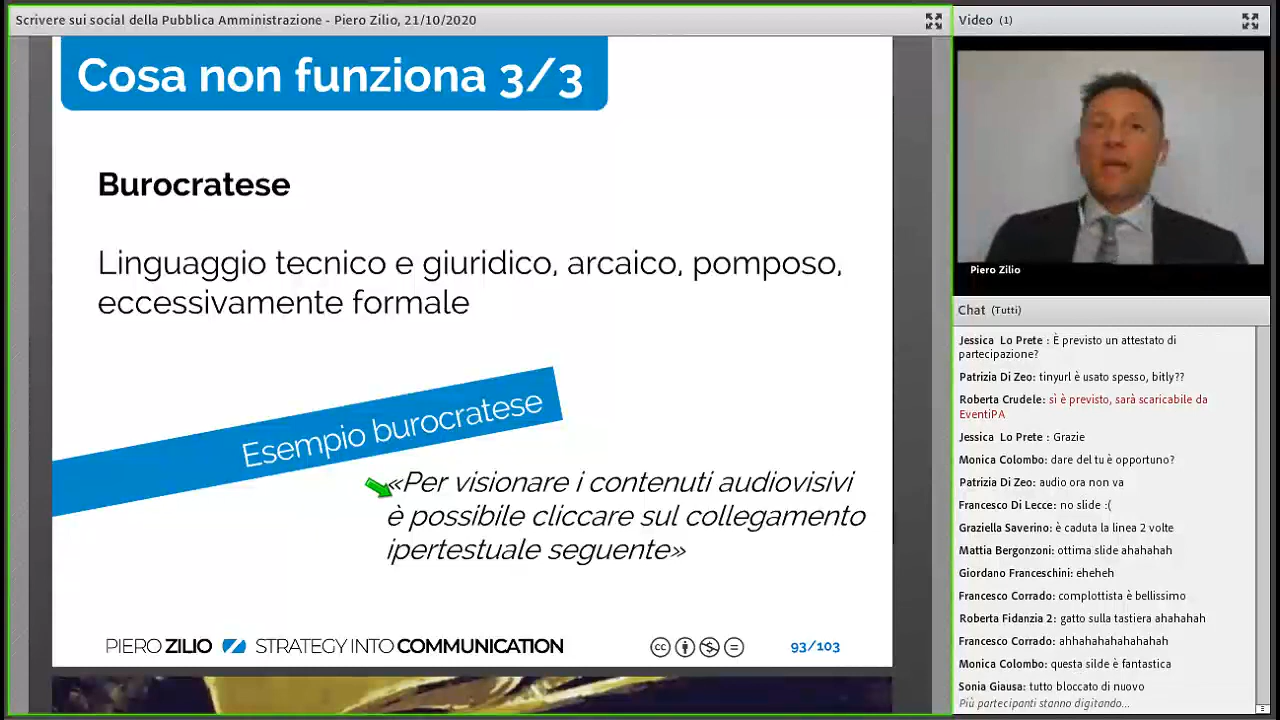 Scrivere sui social della Pubblica Amministrazione - Piero Zilio, 21/10/2020
Cosa non funziona 3/3
Burocratese
Linguaggio tecnico e giuridico, arcaico, pomposo,
eccessivamente formale
Esempio burocratese
«Per visionare i contenuti audiovisivi
è possibile cliccare sul collegamento
ipertestuale seguente»
PIERO ZILIO STRATEGY INTO COMMUNICATION
cc
93/103
Video (1)
Piero Zilio
Chat (Tutti)
Jessica Lo Prete : È previsto un attestato di
partecipazione?
Patrizia Di Zeo: tinyurl è usato spesso, bitly??
Roberta Crudele: sì è previsto, sarà scaricabile da
EventiPA
Jessica Lo Prete : Grazie
Monica Colombo: dare del tu è opportuno?
Patrizia Di Zeo: audio ora non va
Francesco Di Lecce: no slide :(
Graziella Saverino: è caduta la linea 2 volte
Mattia Bergonzoni: ottima slide ahahahah
Giordano Franceschini: eheheh
Francesco Corrado: complottista è bellissimo
Roberta Fidanzia 2: gatto sulla tastiera ahahahah
Francesco Corrado: ahhahahahahahahah
Monica Colombo: questa silde è fantastica
Sonia Giausa: tutto bloccato di nuovo
Più partecipanti stanno digitando...